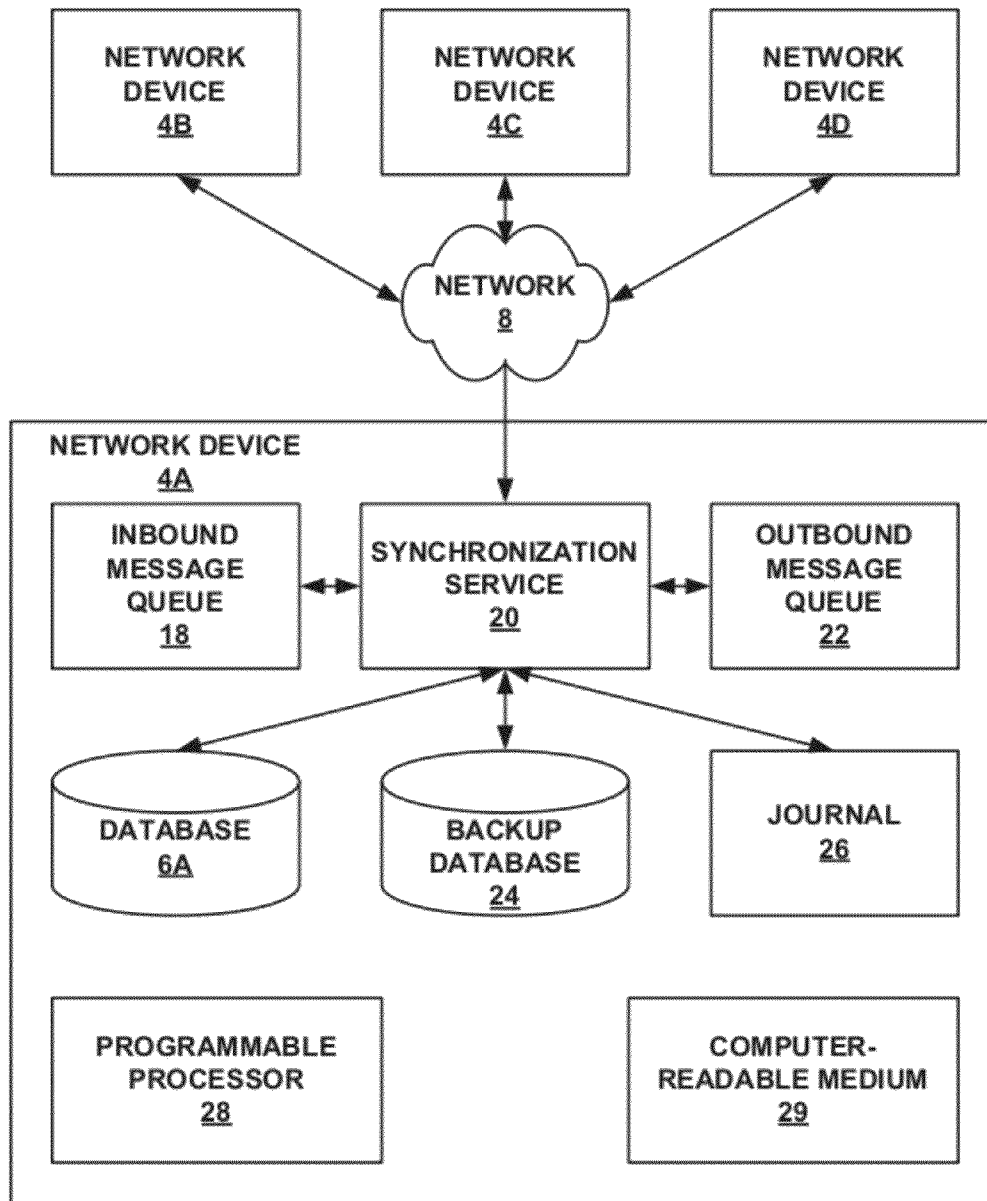 NETWORK
DEVICE
4B
NETWORK
DEVICE
4C
NETWORK
DEVICE
4D
NETWORK
8
NETWORK DEVICE
4A
INBOUND
MESSAGE
QUEUE
18
SYNCHRONIZATION
SERVICE
20
OUTBOUND
MESSAGE
QUEUE
22
DATABASE
6A
BACKUP
DATABASE
24
JOURNAL
26
PROGRAMMABLE
PROCESSOR
28
COMPUTER-
READABLE MEDIUM
29